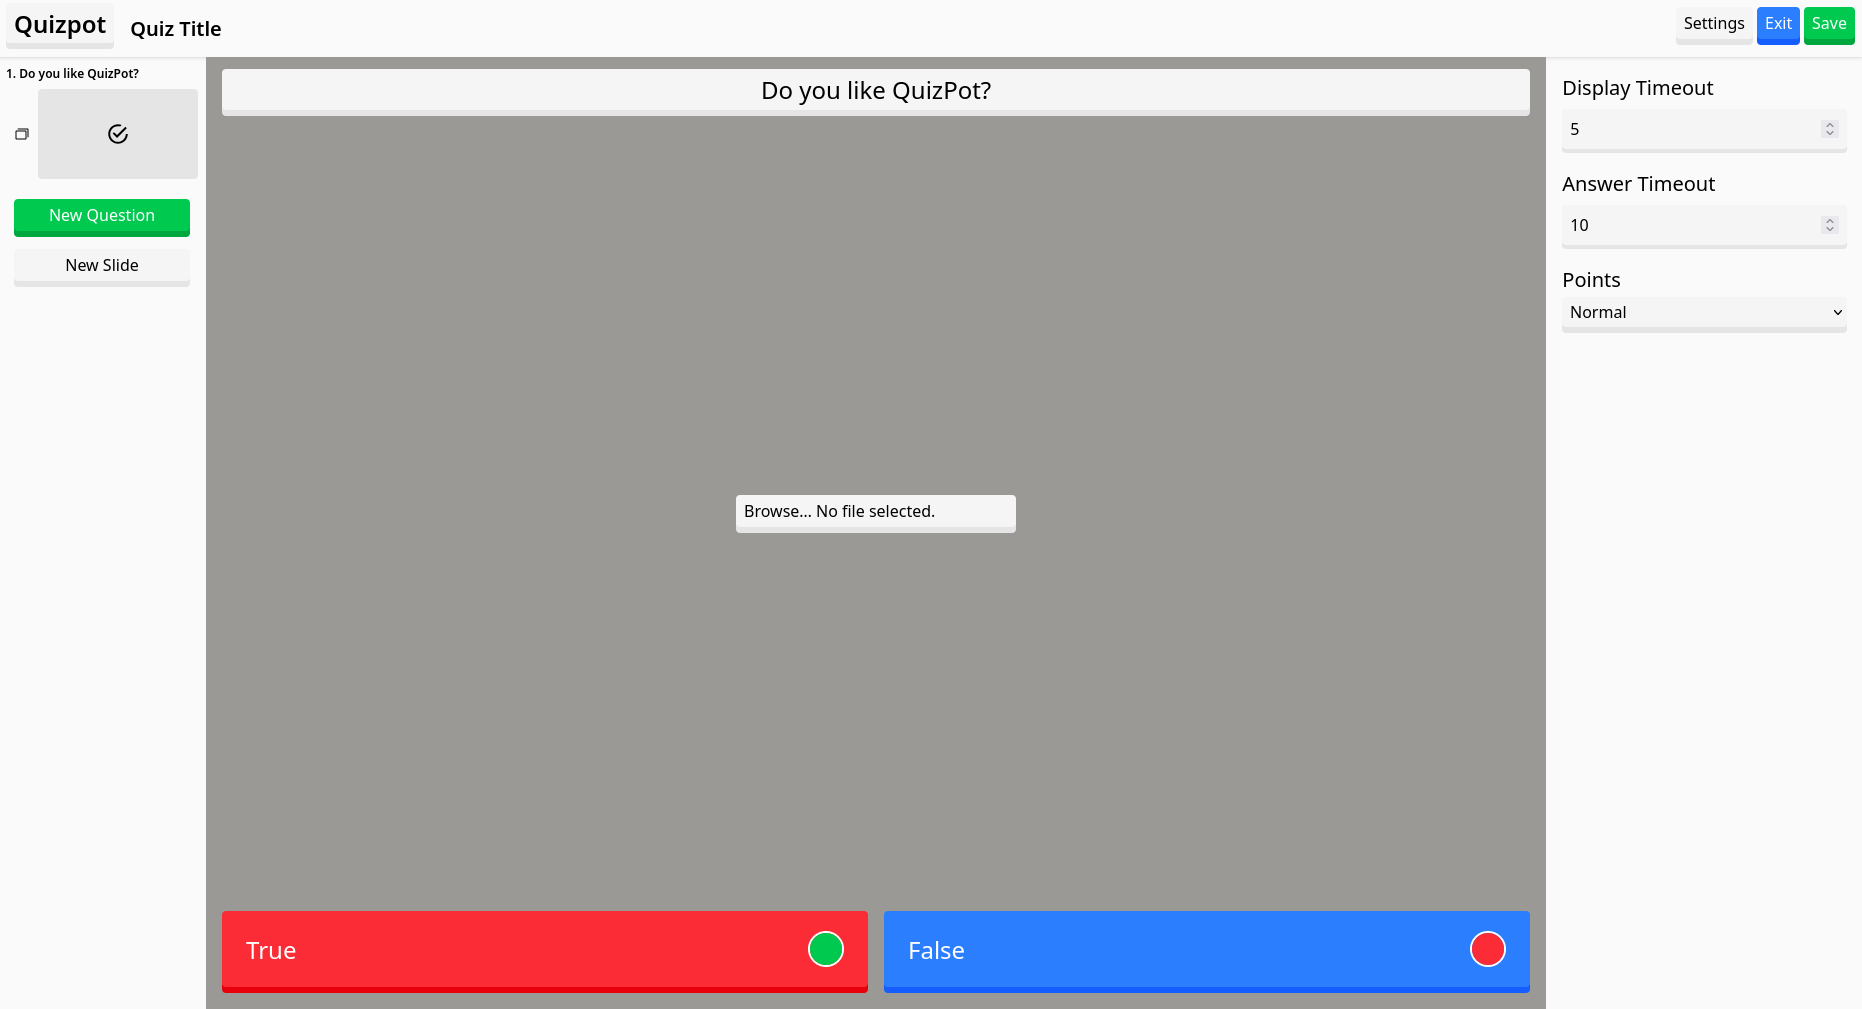 Quizpot
Quiz Title
Settings
Exit
Save
1. Do you like QuizPot?
New Question
New Slide
Do you like QuizPot?
Browse... No file selected.
True
False
Display Timeout
5
Answer Timeout
10
Points
Normal